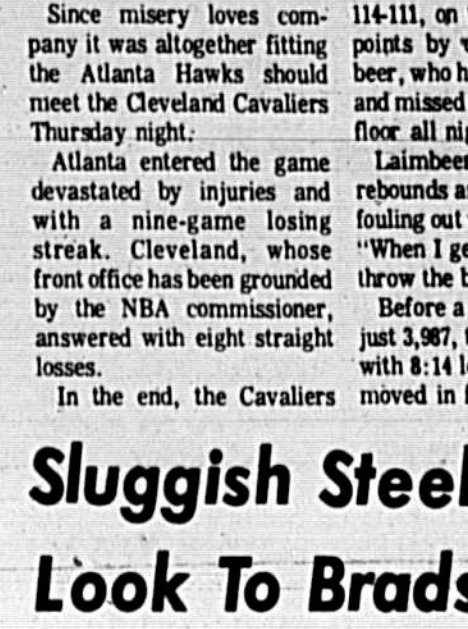 Since misery loves com-
pany it was altogether fitting
the Atlanta Hawks should
meet the Cleveland Cavaliers
Thursday night.
Atlanta entered the game
devastated by injuries and
with a nine-game losing
streak. Cleveland, whose
front office has been grounded
by the NBA commissioner,
answered with eight straight
losses.
In the end, the Cavaliers
114-111, on
points by
beer, who h
and missed
floor all nig
Laimbeer
rebounds a
fouling out
"When I ge
throw the b
Before a
just 3,987,
with 8:14 l
moved in f
Sluggish Steel
Look To Brads